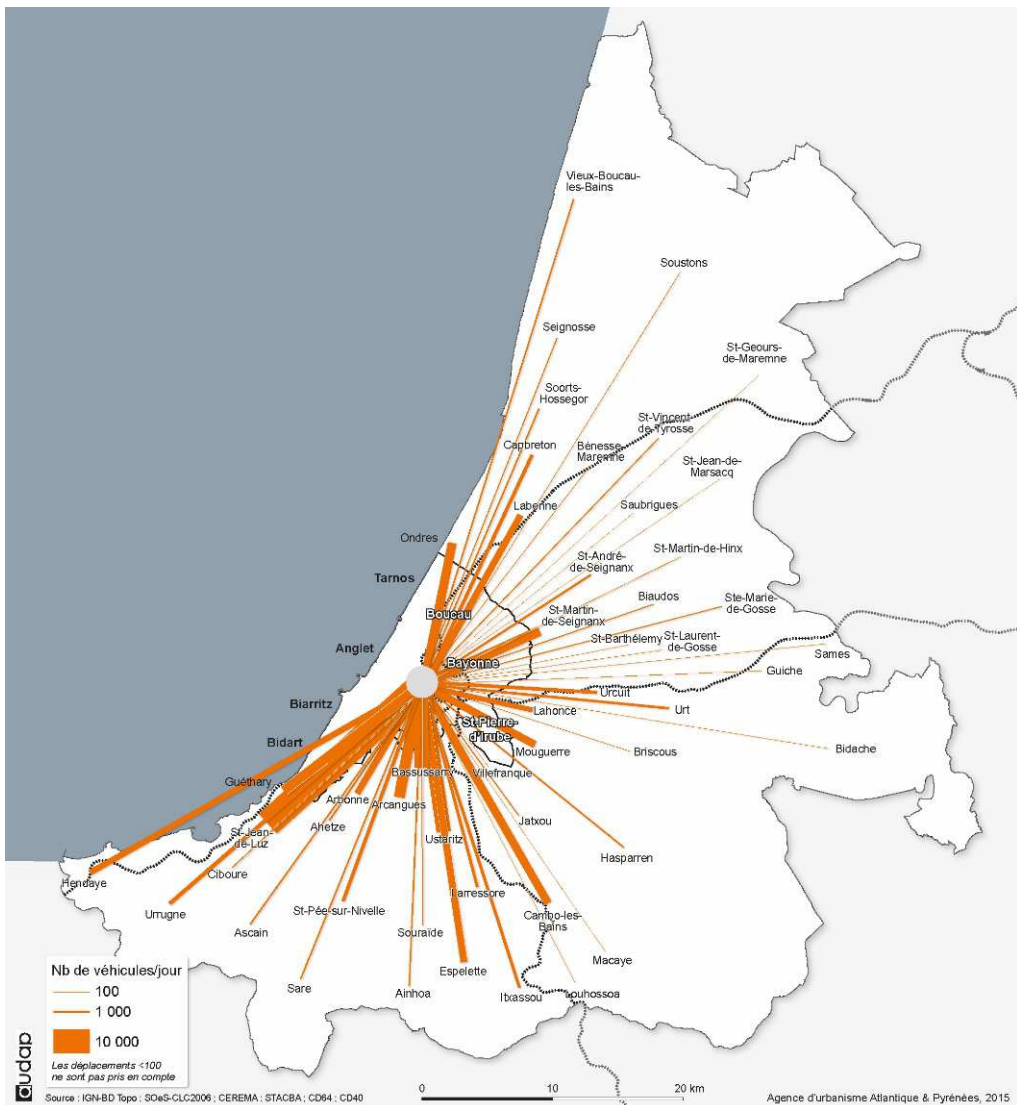 Vieux-Boucau-
les-Bains
Soustons
Seignosse
St-Geours-
de-Maremne
Soorts-
Hossegor
St-Vincent-
de-Tyrosse
Capbreton
Bénesse-
Maremne
St-Jean-de-
Marsacq
Labenne
Saubrigues
Ondres
St-André-
de-Seignanx
St-Martin-de-Hinx
Tarnos
Biaudos
Ste-Marie-
de-Gosse
Boucau
St-Martin-
de-Seignanx
St-Barthélemy
St-Laurent-
de-Gosse
Anglet
Bayonne
Sames
Guiche
Urcuit
Biarritz
Lahonce
Urt
St-Pierre-
d'Irube
Bidart
Mouguerre
Briscous
Bidache
Guéthary
Bassussarry
Villefranque
Arbonne
Arcangues
St-Jean-
de-Luz
Ahetze
Ustaritz
Jatxou
Hasparren
Ciboure
Hendaye
Larressore
Urrugne
St-Pée-sur-Nivelle
Cambo-les-
Bains
Ascain
Souraïde
Macaye
Espelette
Sare
Ainhoa
Itxassou
Louhossoa
Nb de véhicules/jour
100
1 000
10 000
Les déplacements <100
ne sont pas pris en compte
audap
0 10 20 km
Source : IGN-BD Topo ; SOeS-CLC2006 ; CEREMA ; STACBA ; CD64 ; CD40
Agence d'urbanisme Atlantique & Pyrénées, 2015